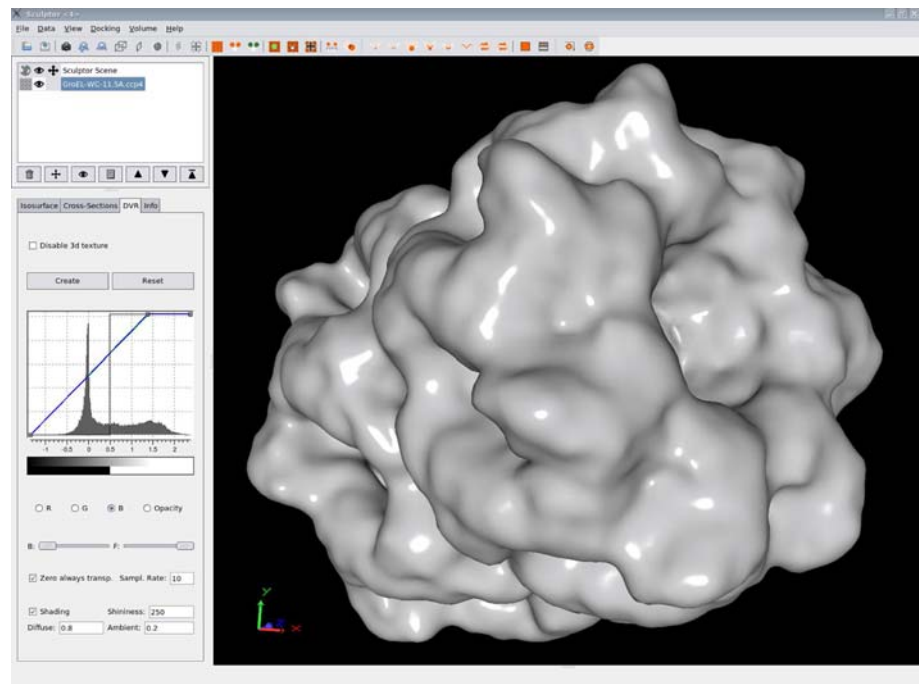 Sculptor <4>
File Data View Docking Volume Help
Sculptor Scene
GroEL-WC-11.5A.ccp4
Isosurface Cross-Sections DVR Info
Disable 3d texture
Create Reset
-1 -0.5 0 0.5 1 1.5 2
R G B Opacity
B: F:
Zero always transp. Sampl. Rate: 10
Shading Shininess: 250
Diffuse: 0.8 Ambient: 0.2
y
z x